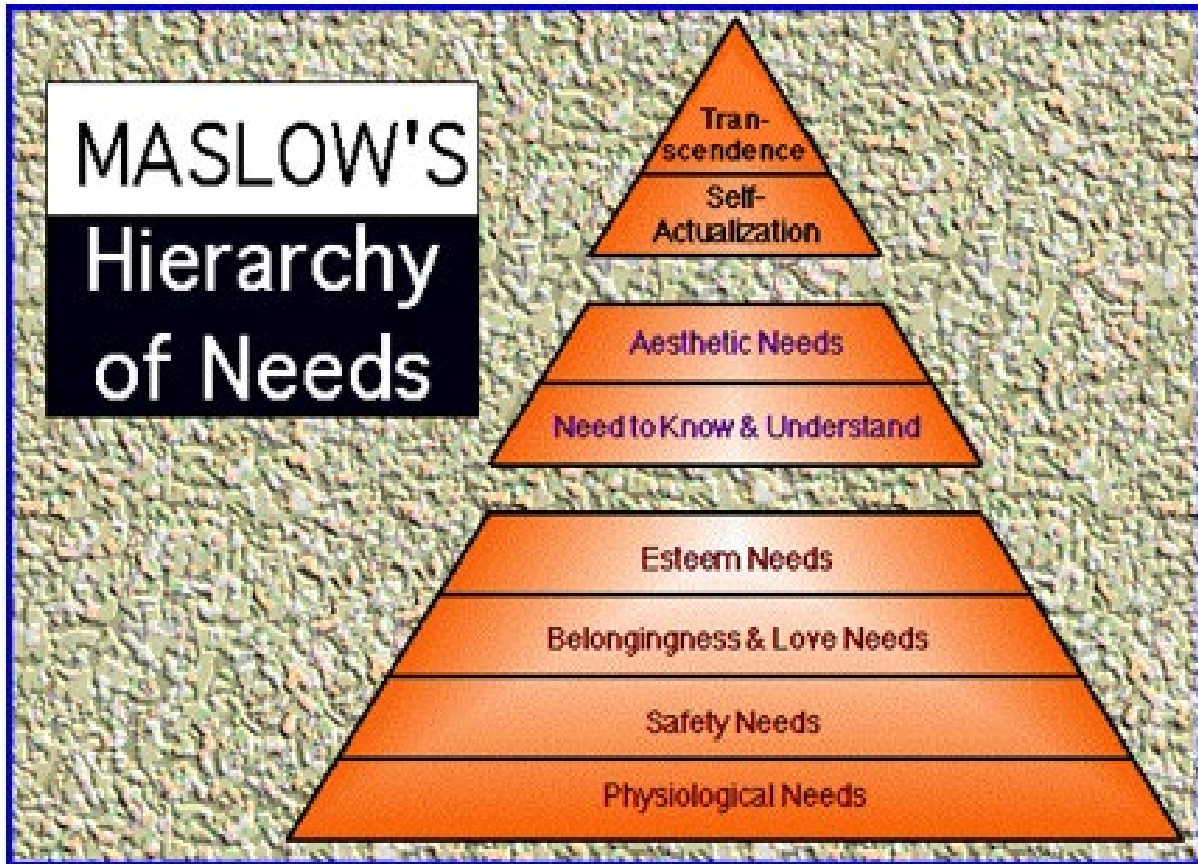 MASLOW'S
Hierarchy
of Needs
Tran-
scendence
Self-
Actualization
Aesthetic Needs
Need to Know & Understand
Esteem Needs
Belongingness & Love Needs
Safety Needs
Physiological Needs